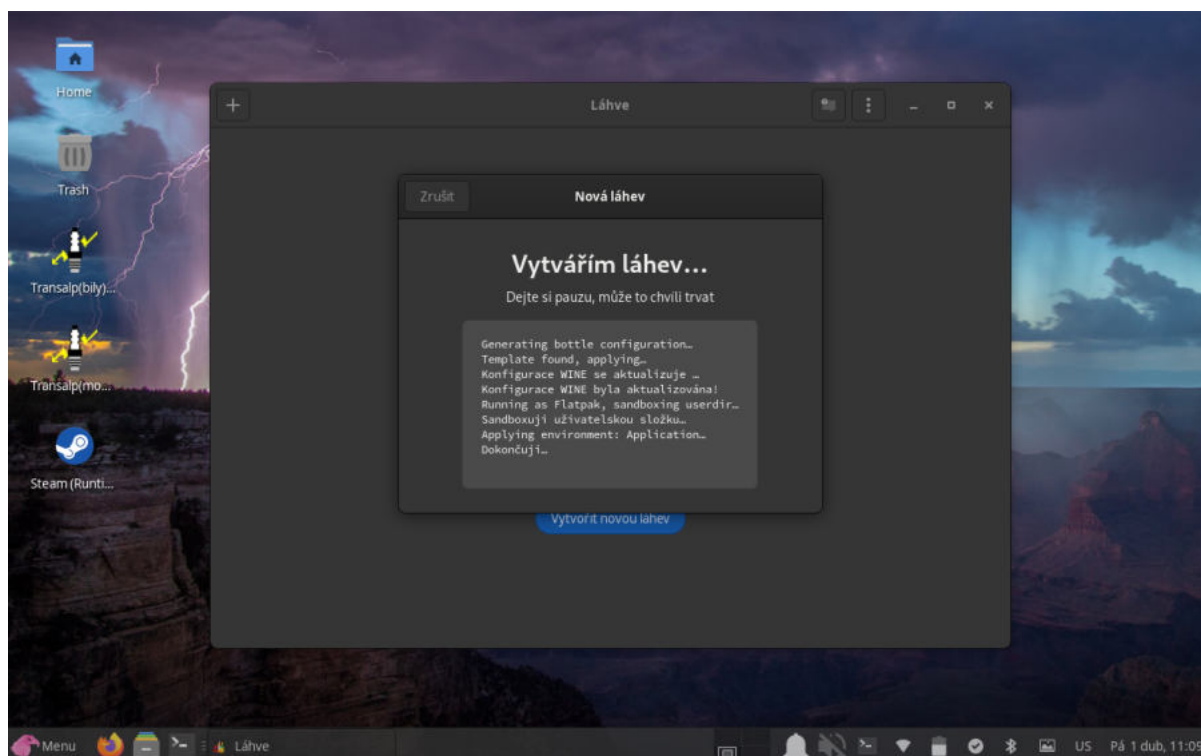 Home
Trash
Transalp(bily)...
Transalp(mo...
Steam (Runti...
Láhve
Zrušit
Nová láhev
Vytvářím láhev...
Dejte si pauzu, může to chvíli trvat
Generating bottle configuration…
Template found, applying…
Konfigurace WINE se aktualizuje …
Konfigurace WINE byla aktualizována!
Running as Flatpak, sandboxing userdir…
Sandboxuji uživatelskou složku…
Applying environment: Application…
Dokončuji…
Vytvořit novou láhev
Menu
Láhve
US
Pá 1 dub, 11:0